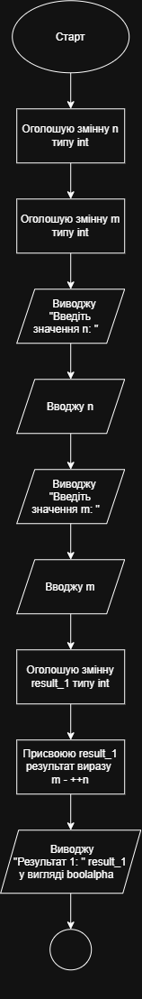 Старт
Оголошую змінну n
типу int
Оголошую змінну m
типу int
Виводжу
"Введіть
значення n: "
Вводжу n
Виводжу
"Введіть
значення m: "
Вводжу m
Оголошую змінну
result_1 типу int
Присвоюю result_1
результат виразу
m - ++n
Виводжу
"Результат 1: " result_1
у вигляді boolalpha